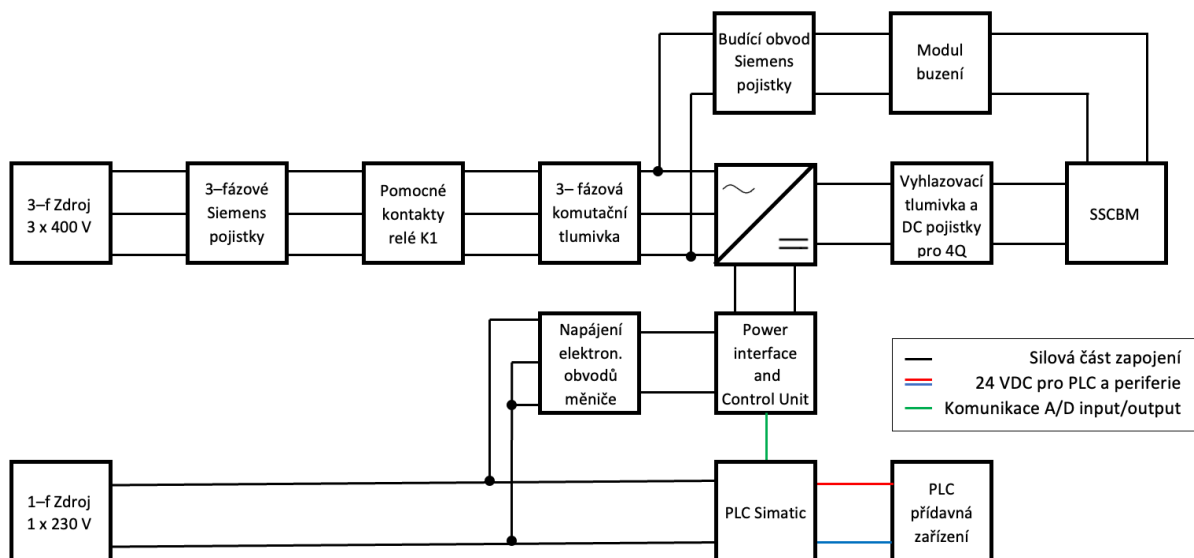 Budící obvod
Siemens
pojistky
Modul
buzení
3–f Zdroj
3 x 400 V
3–fázové
Siemens
pojistky
Pomocné
kontakty
relé K1
3– fázová
komutační
tlumivka
Vyhlazovací
tlumivka a
DC pojistky
pro 4Q
SSCBM
Napájení
elektron.
obvodů
měniče
Power
interface
and
Control Unit
Silová část zapojení
24 VDC pro PLC a periferie
Komunikace A/D input/output
1–f Zdroj
1 x 230 V
PLC Simatic
PLC
přídavná
zařízení